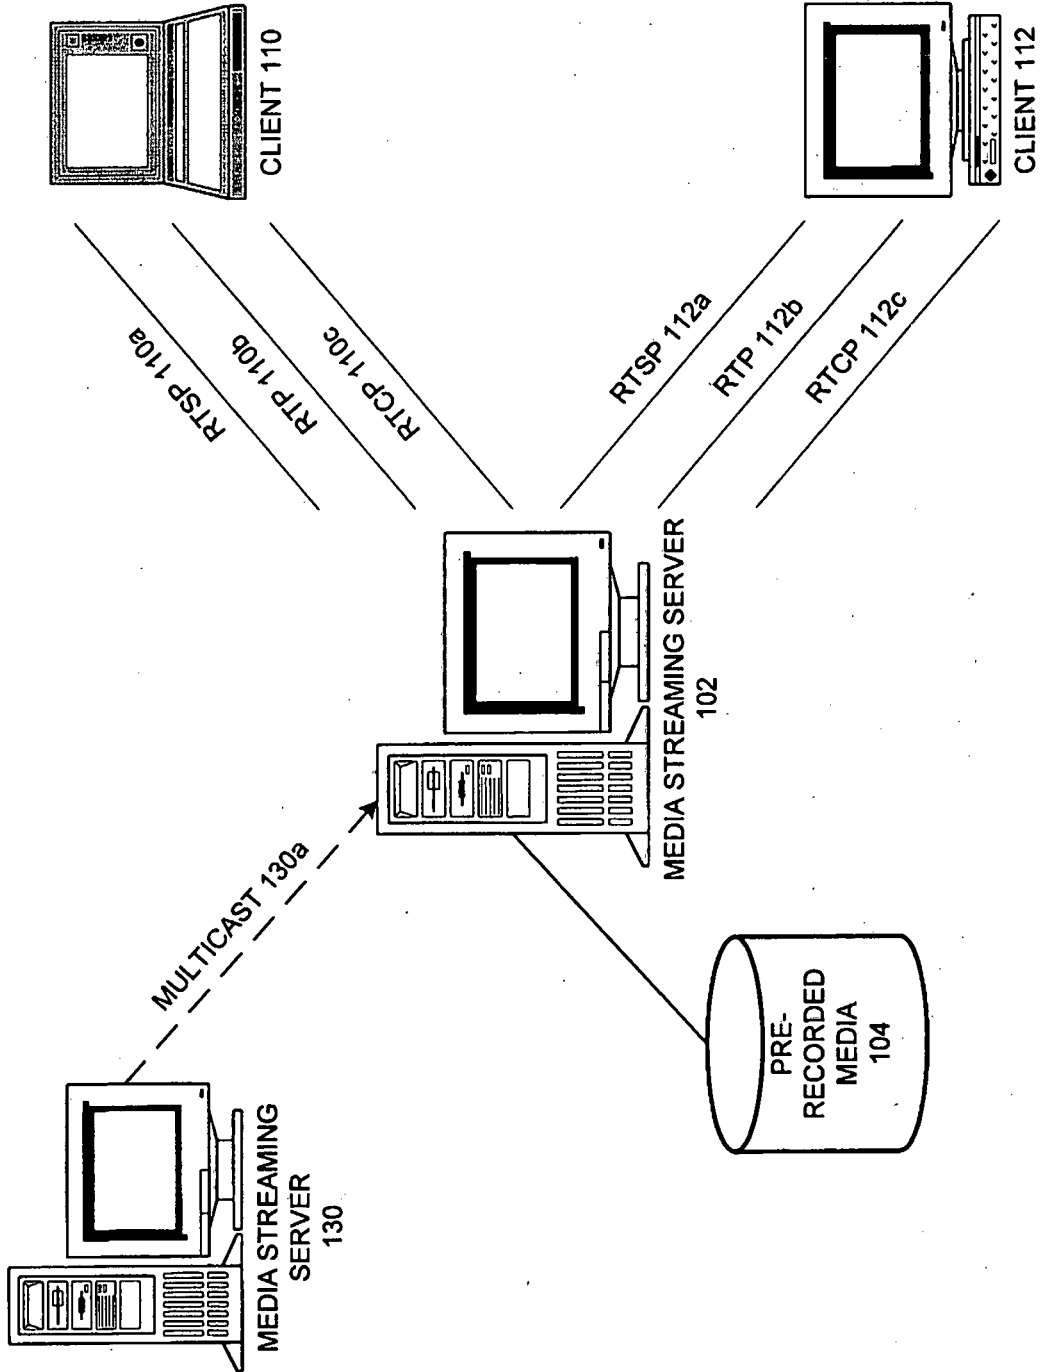 MEDIA STREAMING
SERVER
130
MULTICAST 130a
PRE-
RECORDED
MEDIA
104
MEDIA STREAMING SERVER
102
RTSP 110a
RTP 110b
RTCP 110c
RTSP 112a
RTP 112b
RTCP 112c
CLIENT 110
CLIENT 112